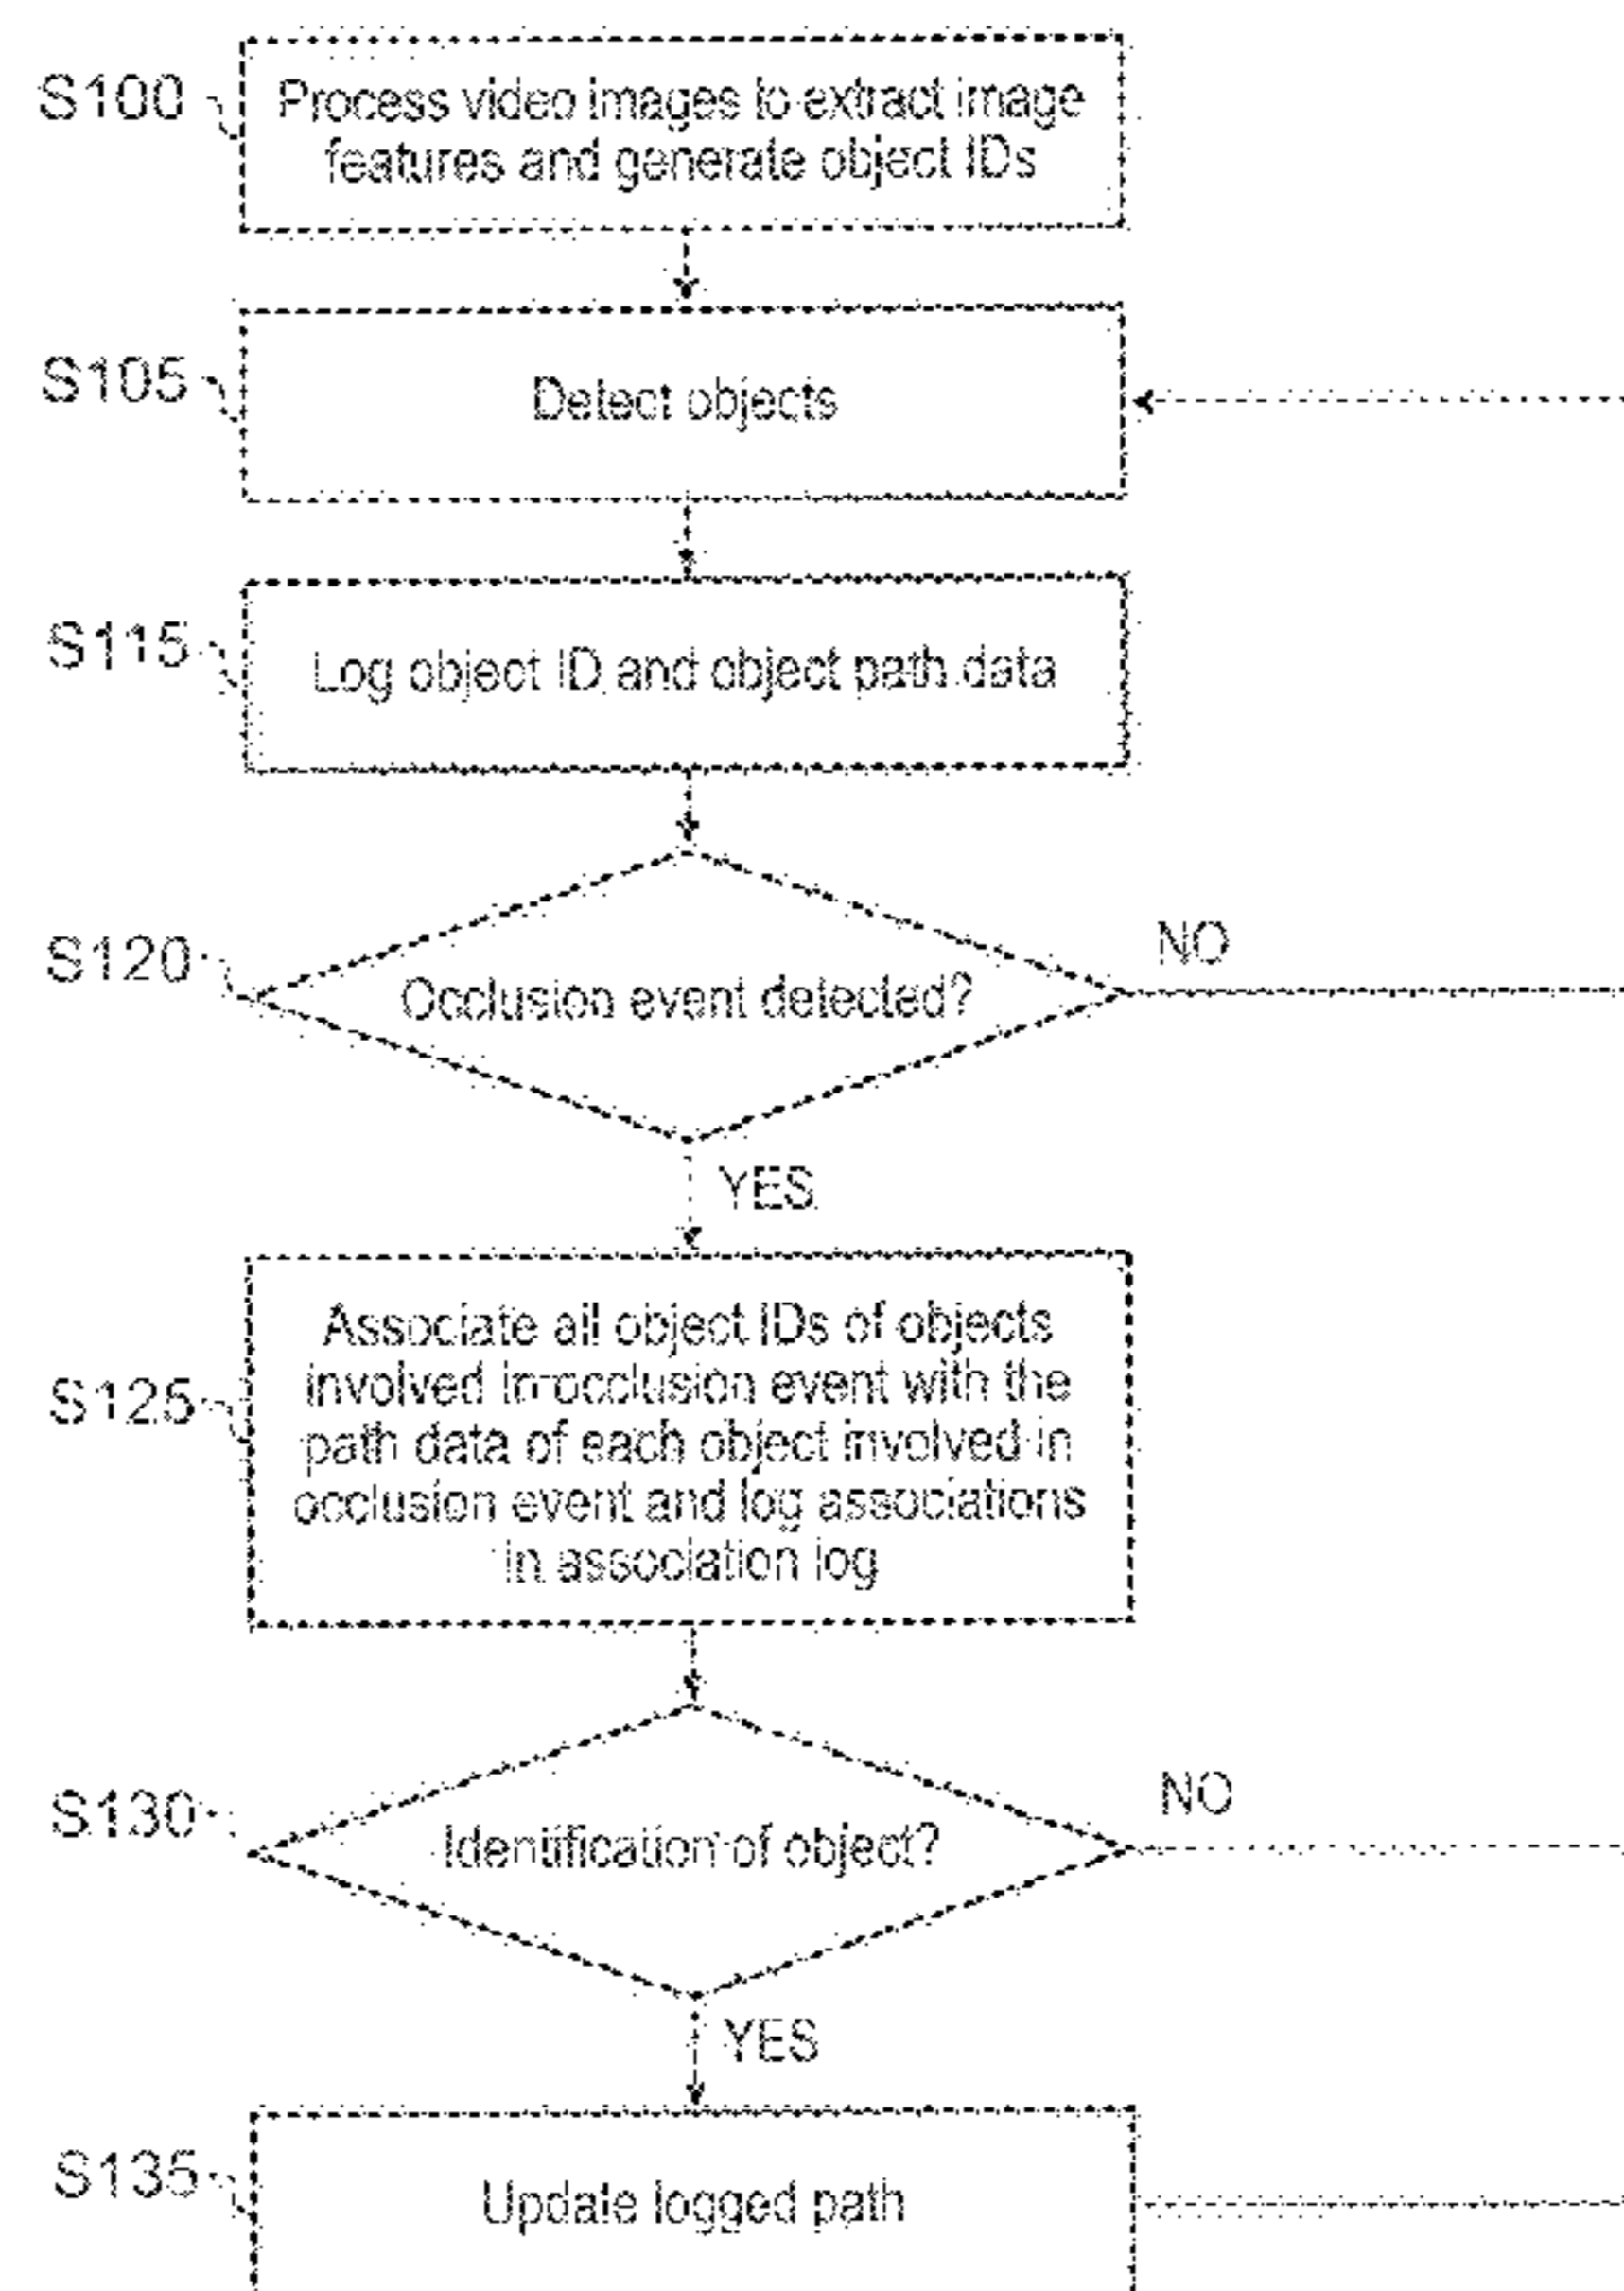 S100
Process video images to extract image
features and generate object IDs
S105
Detect objects
S115
Log object ID and object path data
S120
Occlusion event detected?
NO
YES
S125
Associate all object IDs of objects
involved in occlusion event with the
path data of each object involved in
occlusion event and log associations
in association log
S130
Identification of object?
NO
YES
S135
Update logged path